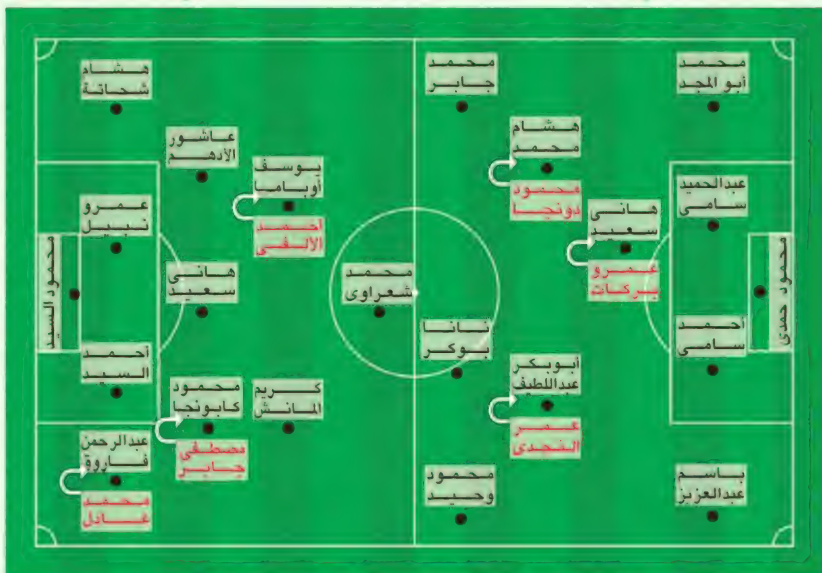 هشام
شحاتة
عاشور
الأدهم
يوسف
أوباما
أحمد
الألفى
عمرو
نبيل
محمود السيد
هانى
سعيد
محمد
شعراوى
أحمد
السيد
محمود
كابونجا
مصطفى
جابر
كريم
المانش
عبدالرحمن
فاروق
محمد
عادل
محمد
جابر
محمد
أبو المجد
هشام
محمد
محمود
دونجا
عبدالحميد
سامى
هانى
سعيد
عمرو
بركات
محمود حمدى
نانا
بوكر
أحمد
سامى
أبوبكر
عبداللطيف
عمر
النجدى
محمود
وحيد
باسم
عبدالعزيز